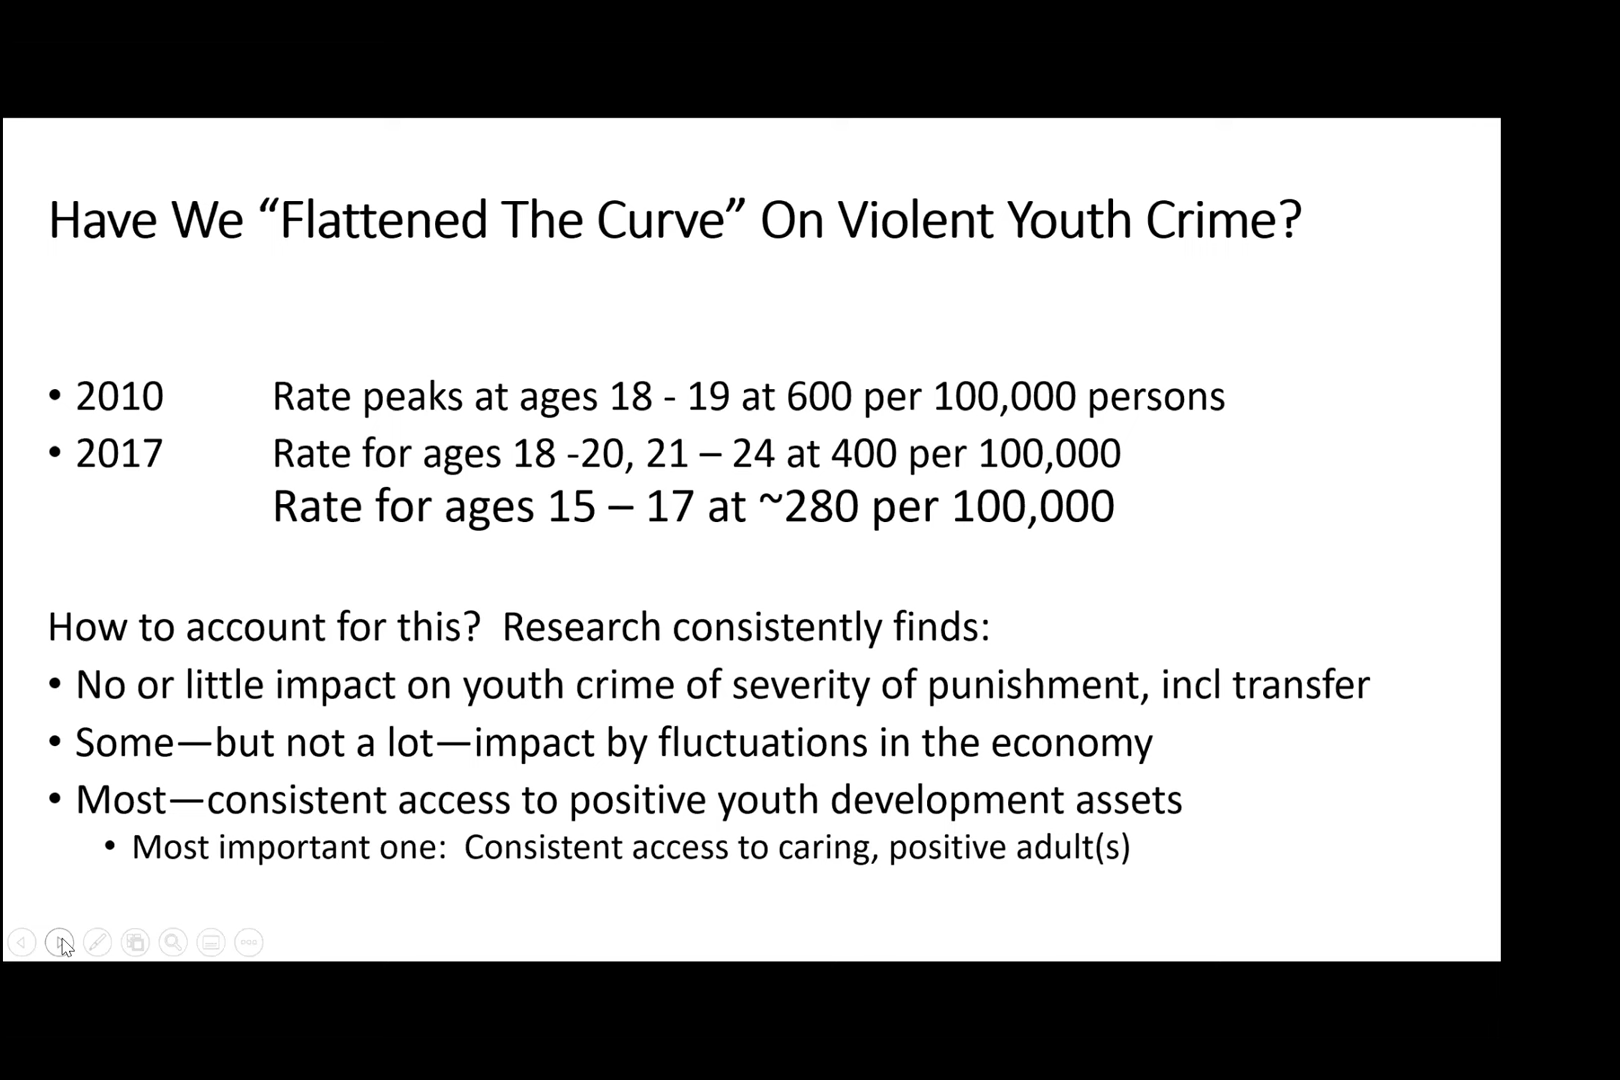 Have We “Flattened The Curve” On Violent Youth Crime?
• 2010 Rate peaks at ages 18 - 19 at 600 per 100,000 persons
• 2017 Rate for ages 18 -20, 21 – 24 at 400 per 100,000
Rate for ages 15 – 17 at ~280 per 100,000
How to account for this? Research consistently finds:
• No or little impact on youth crime of severity of punishment, incl transfer
• Some—but not a lot—impact by fluctuations in the economy
• Most—consistent access to positive youth development assets
• Most important one: Consistent access to caring, positive adult(s)